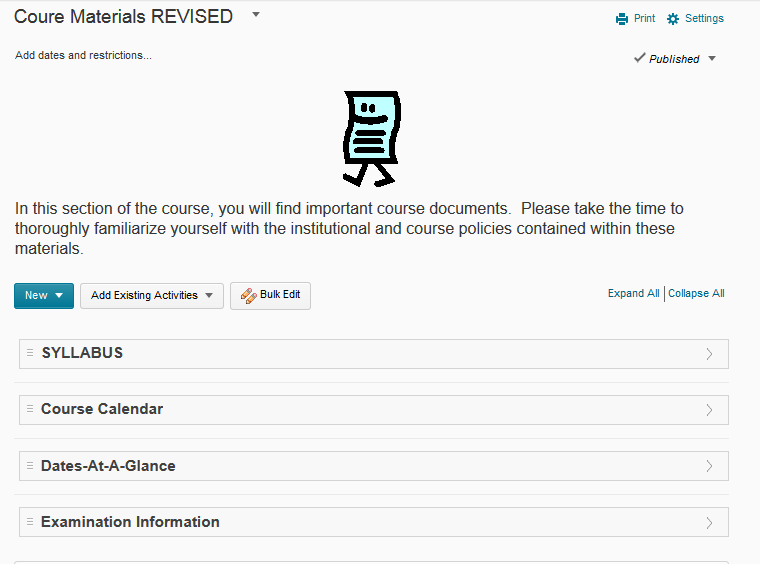 Coure Materials REVISED
Print Settings
Add dates and restrictions...
Published
In this section of the course, you will find important course documents.  Please take the time to
thoroughly familiarize yourself with the institutional and course policies contained within these
materials.
New Add Existing Activities Bulk Edit Expand All Collapse All
SYLLABUS
Course Calendar
Dates-At-A-Glance
Examination Information